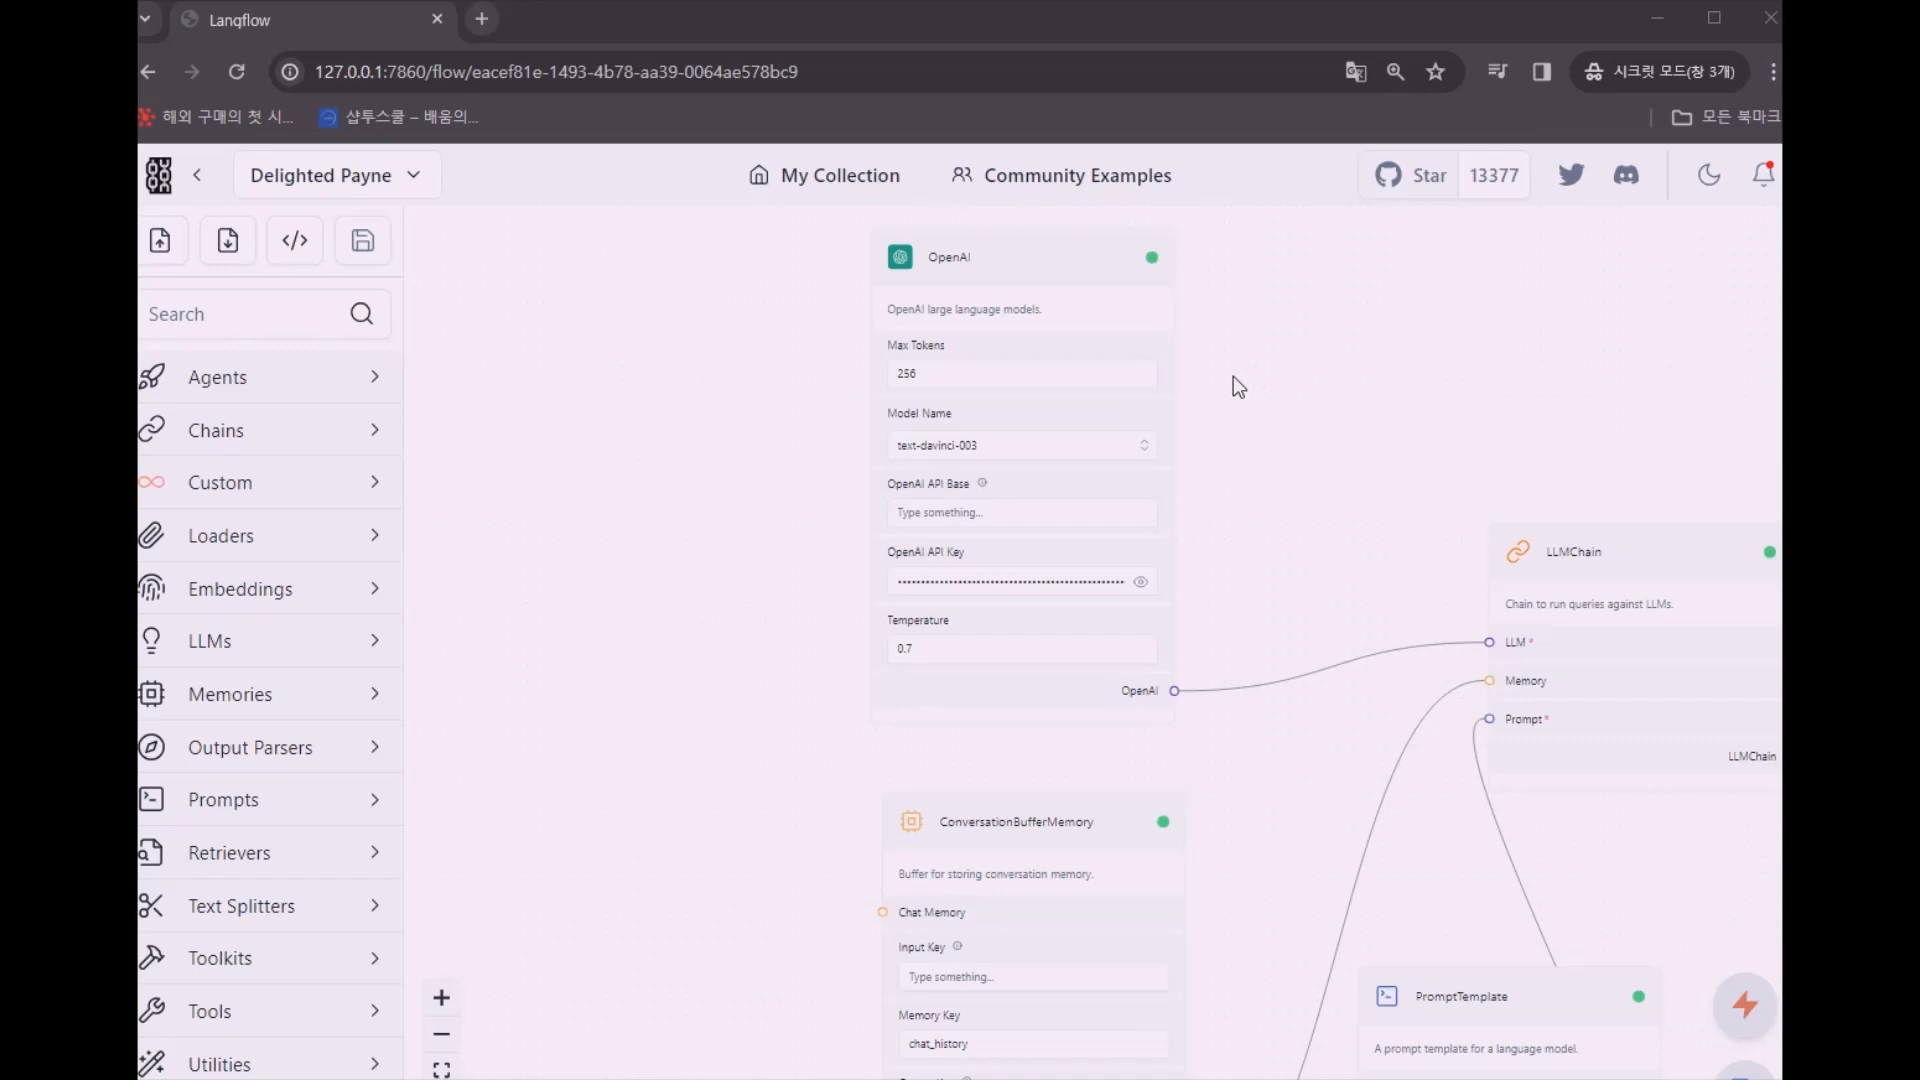 Langflow
127.0.0.1:7860/flow/eacef81e-1493-4b78-aa39-0064ae578bc9
시크릿 모드(창 3개)
해외 구매의 첫 시...
샵투스쿨 – 배움의...
모든 북마크
Delighted Payne
My Collection
Community Examples
Star
13377
Search
Agents
Chains
Custom
Loaders
Embeddings
LLMs
Memories
Output Parsers
Prompts
Retrievers
Text Splitters
Toolkits
Tools
Utilities
OpenAI
OpenAI large language models.
Max Tokens
256
Model Name
text-davinci-003
OpenAI API Base
Type something...
OpenAI API Key
Temperature
0.7
OpenAI
ConversationBufferMemory
Buffer for storing conversation memory.
Chat Memory
Input Key
Type something...
Memory Key
chat_history
LLMChain
Chain to run queries against LLMs.
LLM *
Memory
Prompt *
LLMChain
PromptTemplate
A prompt template for a language model.